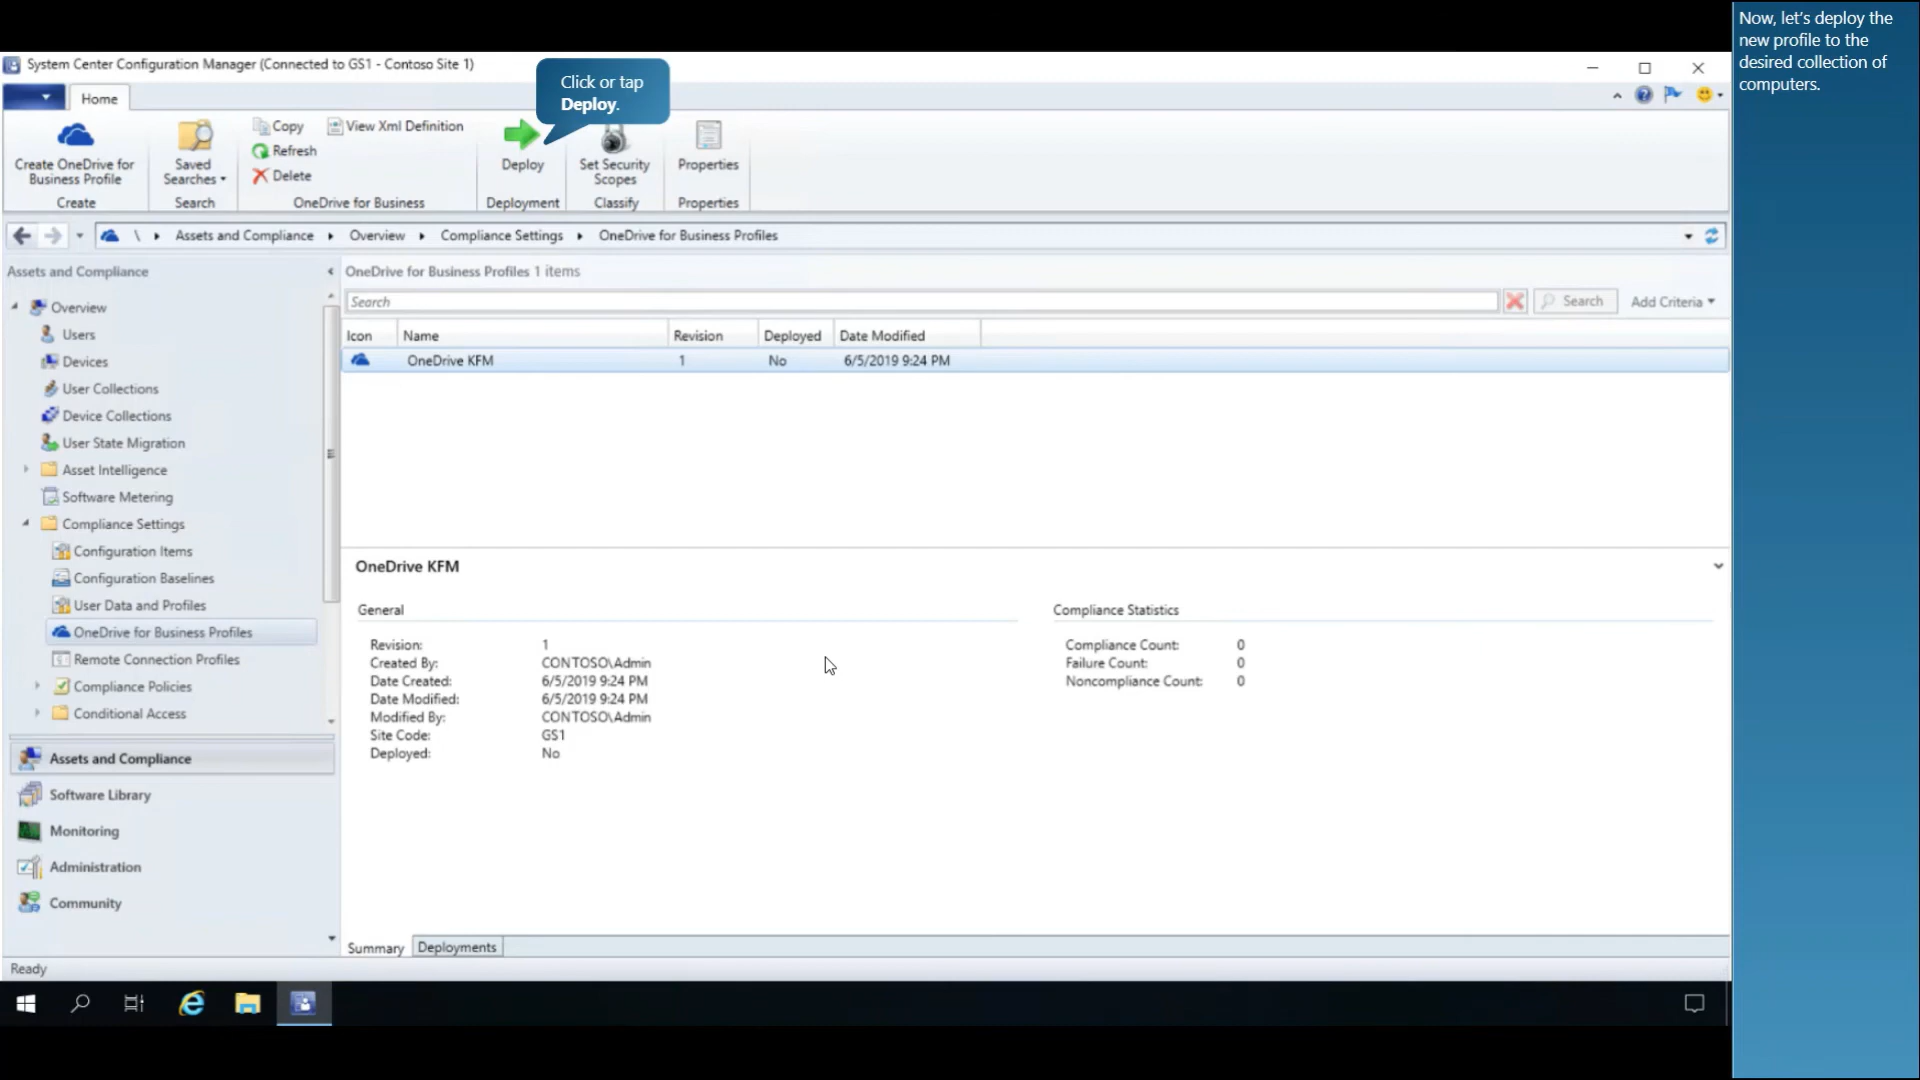 Now, let's deploy the
new profile to the
desired collection of
computers.
System Center Configuration Manager (Connected to GS1 - Contoso Site 1)
Click or tap
Deploy.
Home
Create OneDrive for
Business Profile
Create
Saved
Searches
Search
Copy
View Xml Definition
Refresh
Delete
OneDrive for Business
Deploy
Deployment
Set Security
Scopes
Classify
Properties
Properties
\ Assets and Compliance Overview Compliance Settings OneDrive for Business Profiles
Assets and Compliance
Overview
Users
Devices
User Collections
Device Collections
User State Migration
Asset Intelligence
Software Metering
Compliance Settings
Configuration Items
Configuration Baselines
User Data and Profiles
OneDrive for Business Profiles
Remote Connection Profiles
Compliance Policies
Conditional Access
Assets and Compliance
Software Library
Monitoring
Administration
Community
OneDrive for Business Profiles 1 items
Search
Search
Add Criteria
Icon Name Revision Deployed Date Modified
OneDrive KFM 1 No 6/5/2019 9:24 PM
OneDrive KFM
General
Revision: 1
Created By: CONTOSO\Admin
Date Created: 6/5/2019 9:24 PM
Date Modified: 6/5/2019 9:24 PM
Modified By: CONTOSO\Admin
Site Code: GS1
Deployed: No
Compliance Statistics
Compliance Count: 0
Failure Count: 0
Noncompliance Count: 0
Summary Deployments
Ready